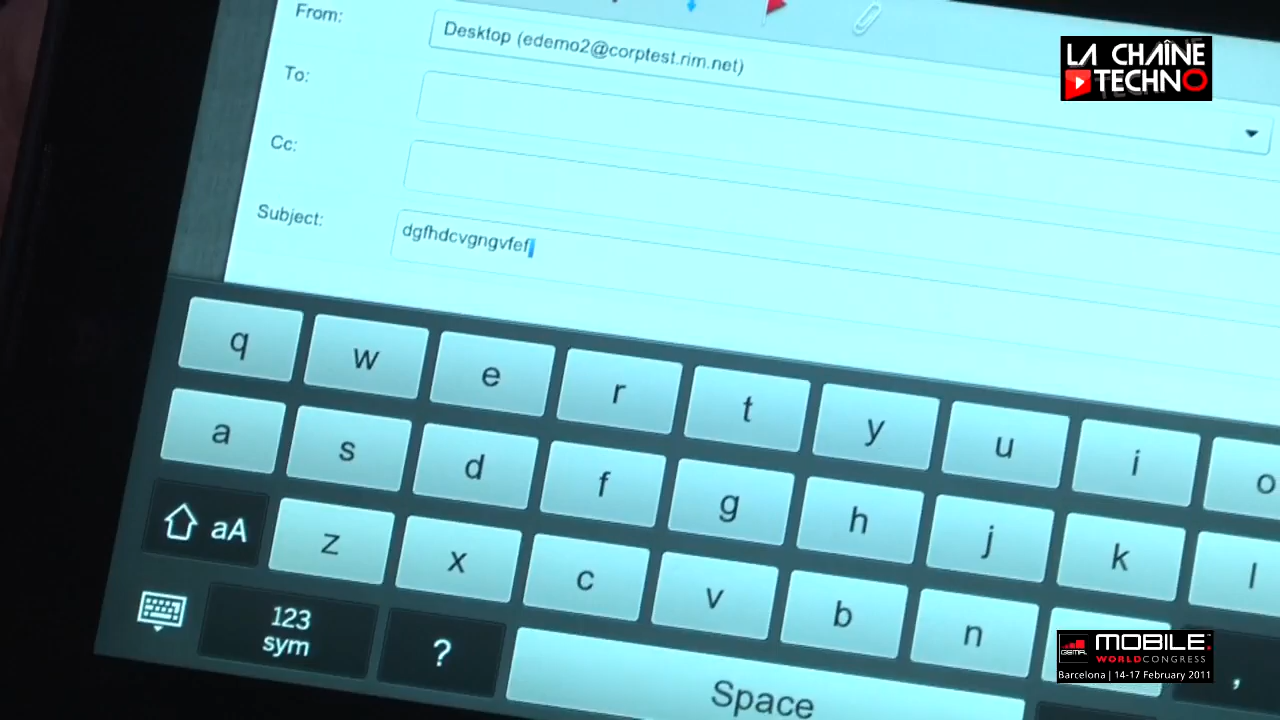 From:
Desktop (edemo2@corptest.rim.net)
To:
Cc:
Subject:
dgfhdcvgngvfef
LA CHAÎNE
TECHNO
q w e r t y u i o
a s d f g h j k l
aA z x c v b n
123
sym
?
Space
,
GSMA
MOBILE
WORLDCONGRESS
Barcelona | 14-17 February 2011